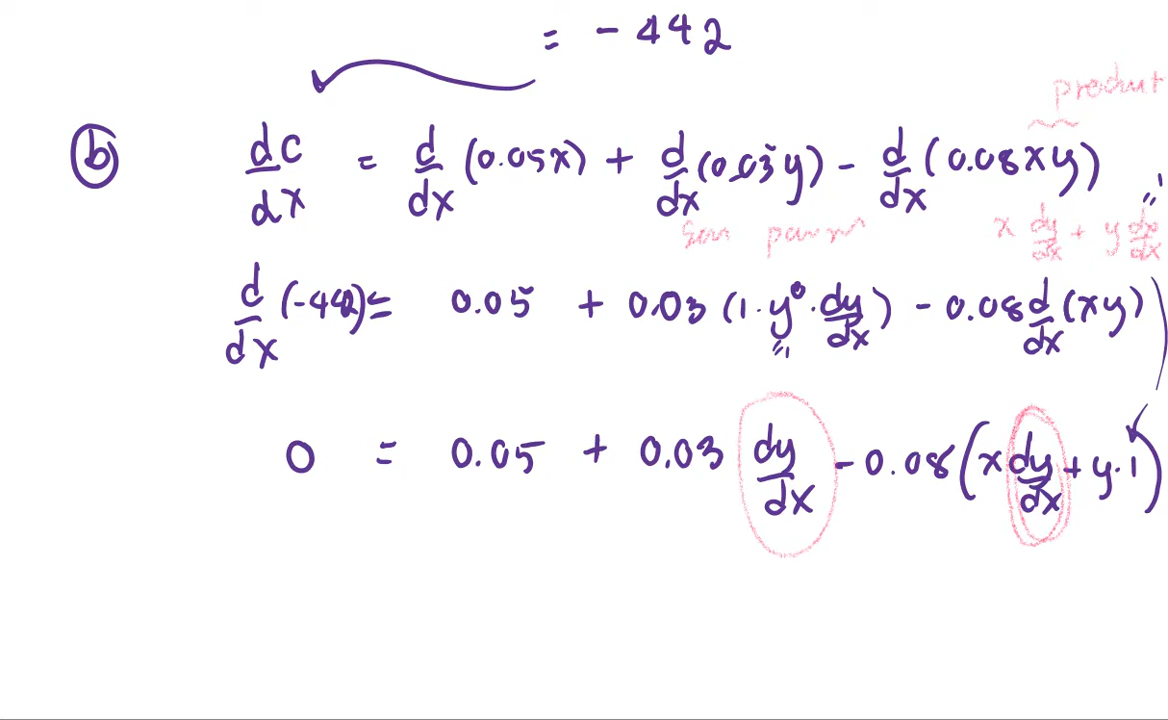 = - 442
product
ⓑ dC/dx = d/dx (0.05x) + d/dx (0.03y) - d/dx (0.08xy)
x dy/dx + y dx/dx = 1
d/dx (-442) = 0.05 + 0.03 (1 · y⁰ · dy/dx) - 0.08 d/dx (xy)
= 1
0 = 0.05 + 0.03 dy/dx - 0.08 (x dy/dx + y · 1)